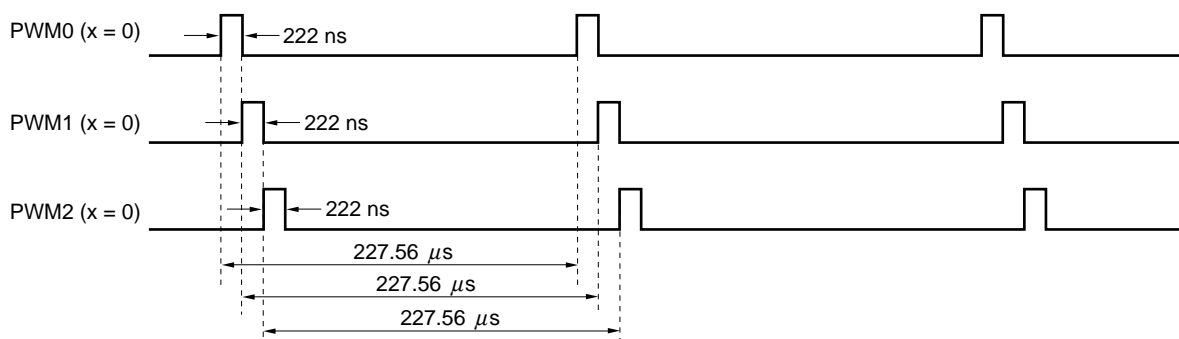 PWM0 (x = 0)
222 ns
PWM1 (x = 0)
222 ns
PWM2 (x = 0)
222 ns
227.56 μs
227.56 μs
227.56 μs